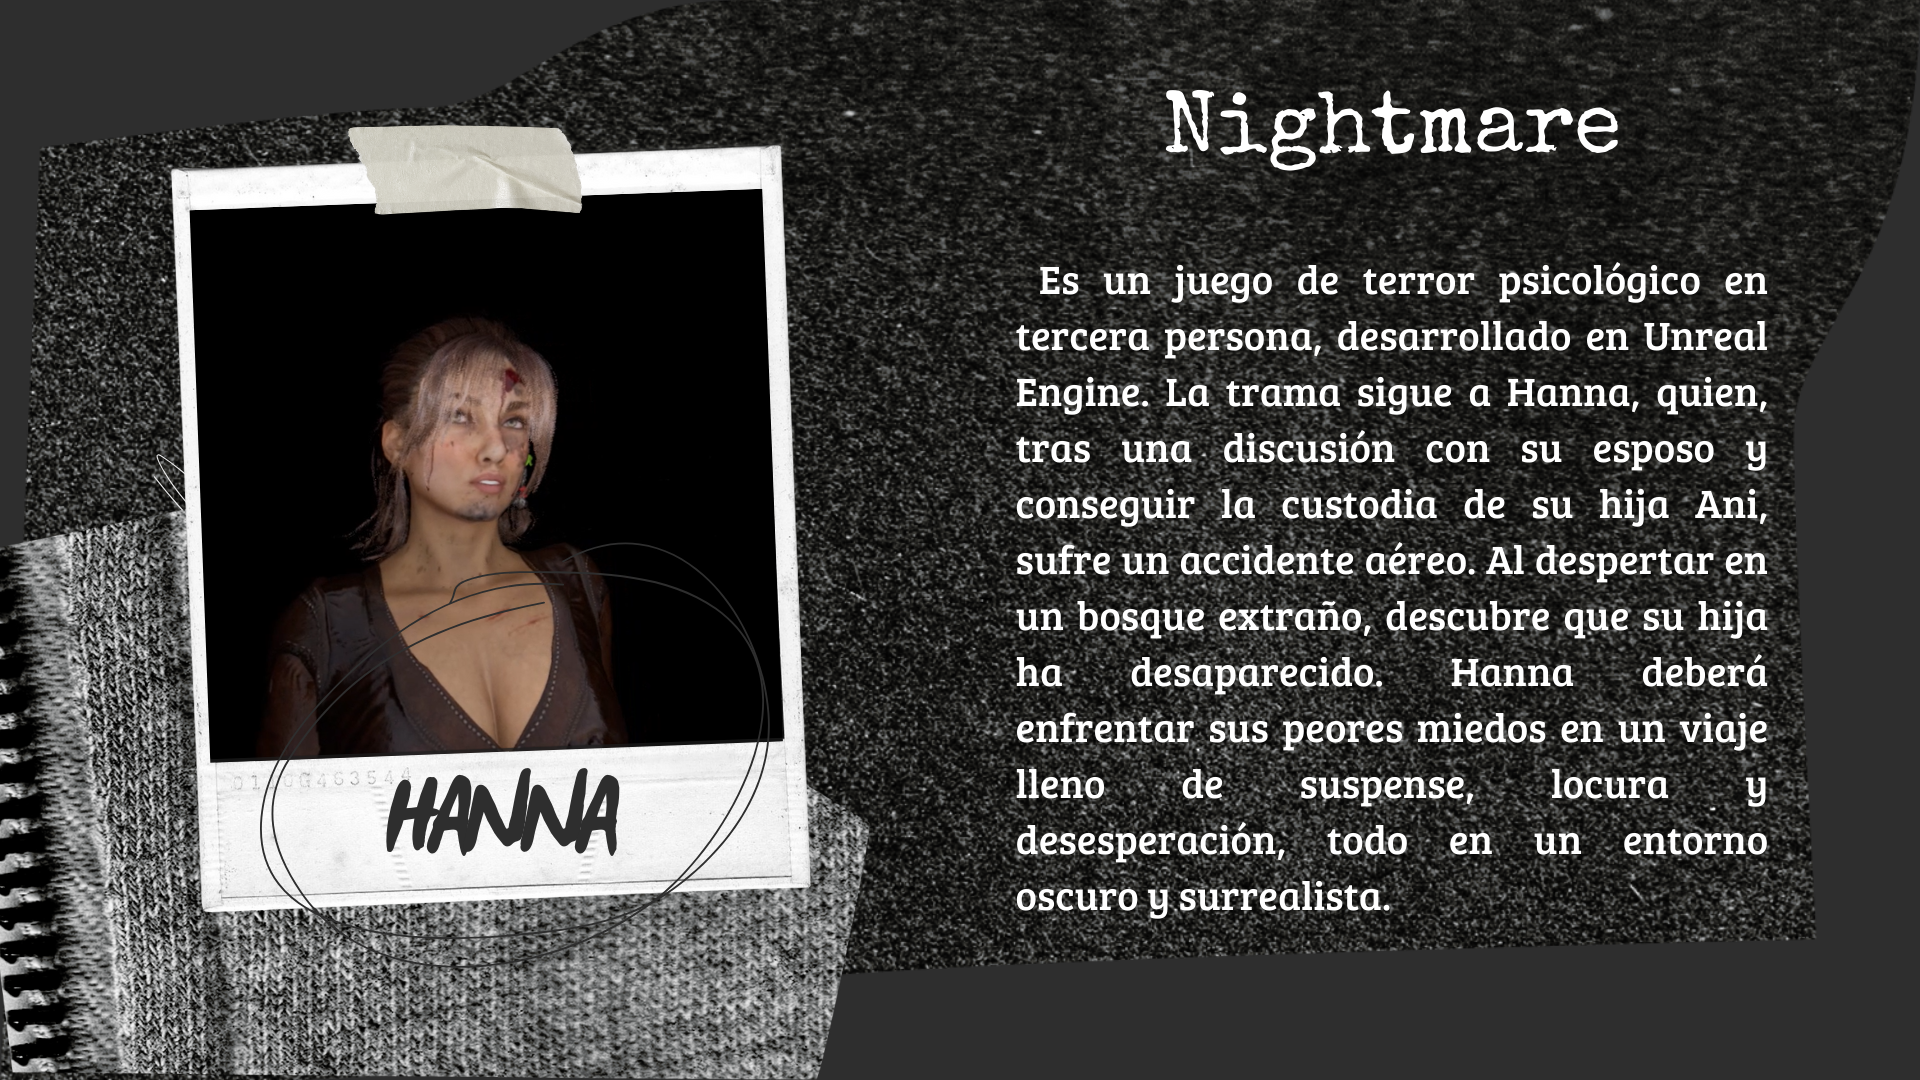 Nightmare
Es un juego de terror psicológico en
tercera persona, desarrollado en Unreal
Engine. La trama sigue a Hanna, quien,
tras una discusión con su esposo y
conseguir la custodia de su hija Ani,
sufre un accidente aéreo. Al despertar en
un bosque extraño, descubre que su hija
ha desaparecido. Hanna deberá
enfrentar sus peores miedos en un viaje
lleno de suspense, locura y
desesperación, todo en un entorno
oscuro y surrealista.
HANNA